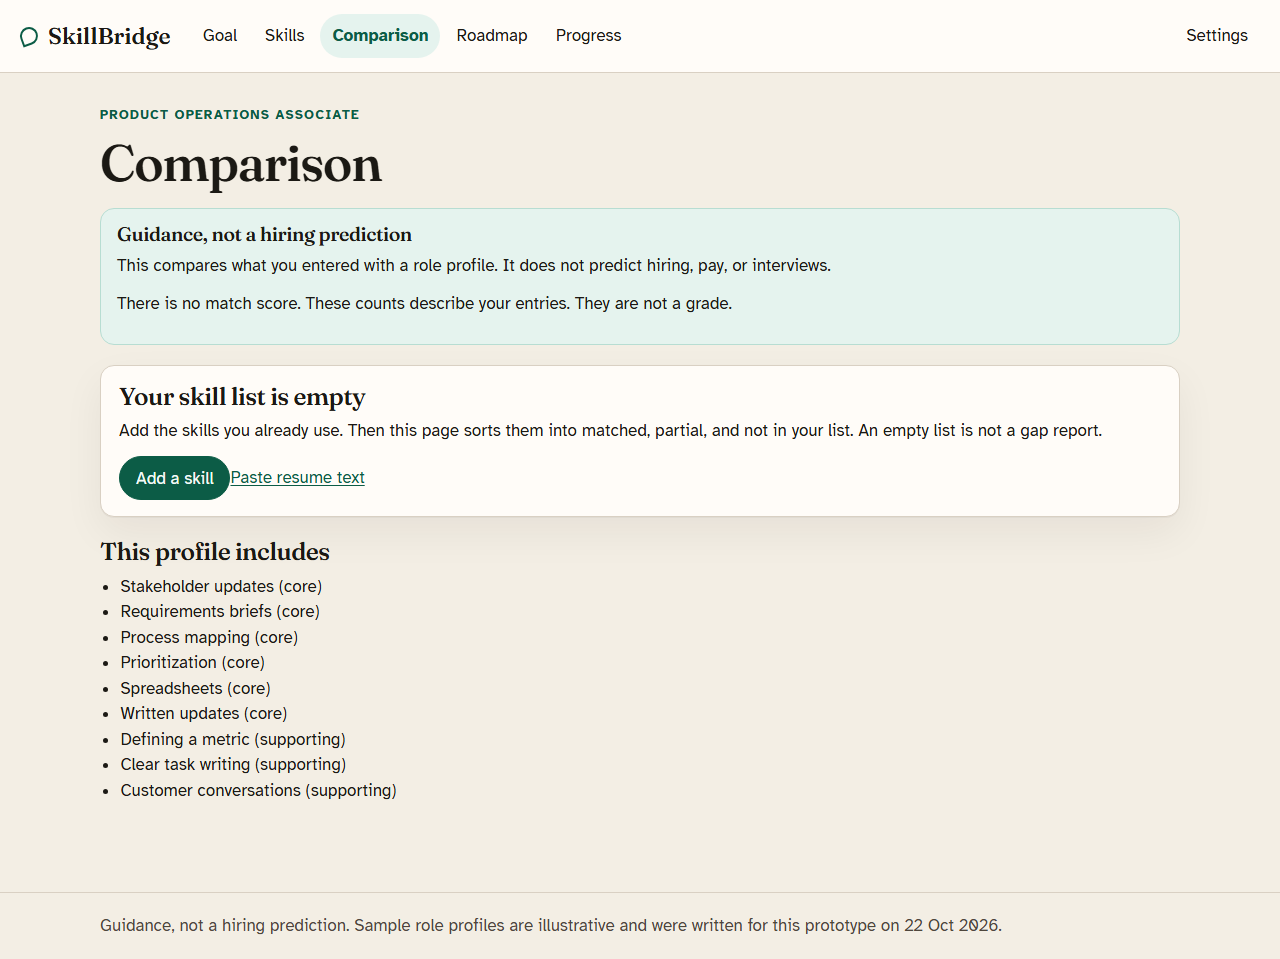 SkillBridge Goal Skills Comparison Roadmap Progress Settings
PRODUCT OPERATIONS ASSOCIATE
Comparison
Guidance, not a hiring prediction
This compares what you entered with a role profile. It does not predict hiring, pay, or interviews.
There is no match score. These counts describe your entries. They are not a grade.
Your skill list is empty
Add the skills you already use. Then this page sorts them into matched, partial, and not in your list. An empty list is not a gap report.
Add a skill Paste resume text
This profile includes
• Stakeholder updates (core)
• Requirements briefs (core)
• Process mapping (core)
• Prioritization (core)
• Spreadsheets (core)
• Written updates (core)
• Defining a metric (supporting)
• Clear task writing (supporting)
• Customer conversations (supporting)
Guidance, not a hiring prediction. Sample role profiles are illustrative and were written for this prototype on 22 Oct 2026.